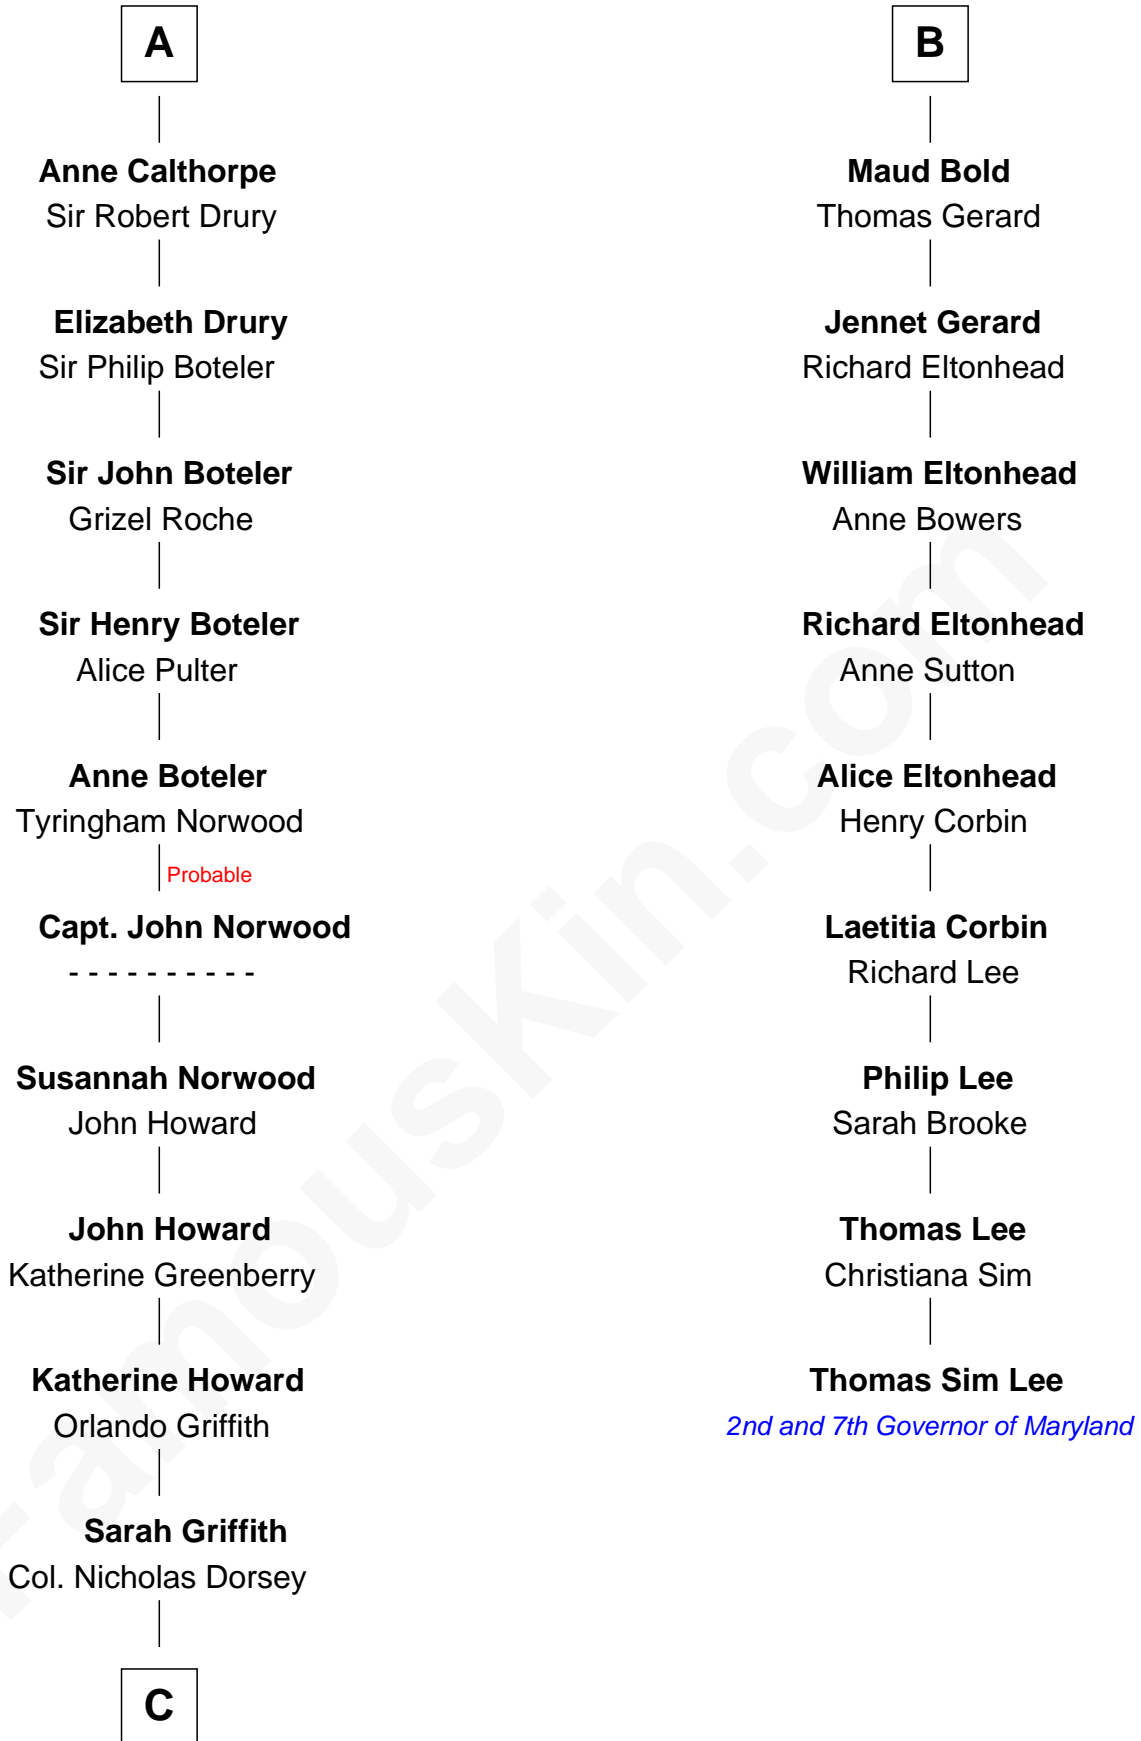 A
Anne Calthorpe
Sir Robert Drury
Elizabeth Drury
Sir Philip Boteler
Sir John Boteler
Grizel Roche
Sir Henry Boteler
Alice Pulter
Anne Boteler
Tyringham Norwood
Probable
Capt. John Norwood
- - - - - - - - - -
Susannah Norwood
John Howard
John Howard
Katherine Greenberry
Katherine Howard
Orlando Griffith
Sarah Griffith
Col. Nicholas Dorsey
C
B
Maud Bold
Thomas Gerard
Jennet Gerard
Richard Eltonhead
William Eltonhead
Anne Bowers
Richard Eltonhead
Anne Sutton
Alice Eltonhead
Henry Corbin
Laetitia Corbin
Richard Lee
Philip Lee
Sarah Brooke
Thomas Lee
Christiana Sim
Thomas Sim Lee
2nd and 7th Governor of Maryland
FamousKin.com